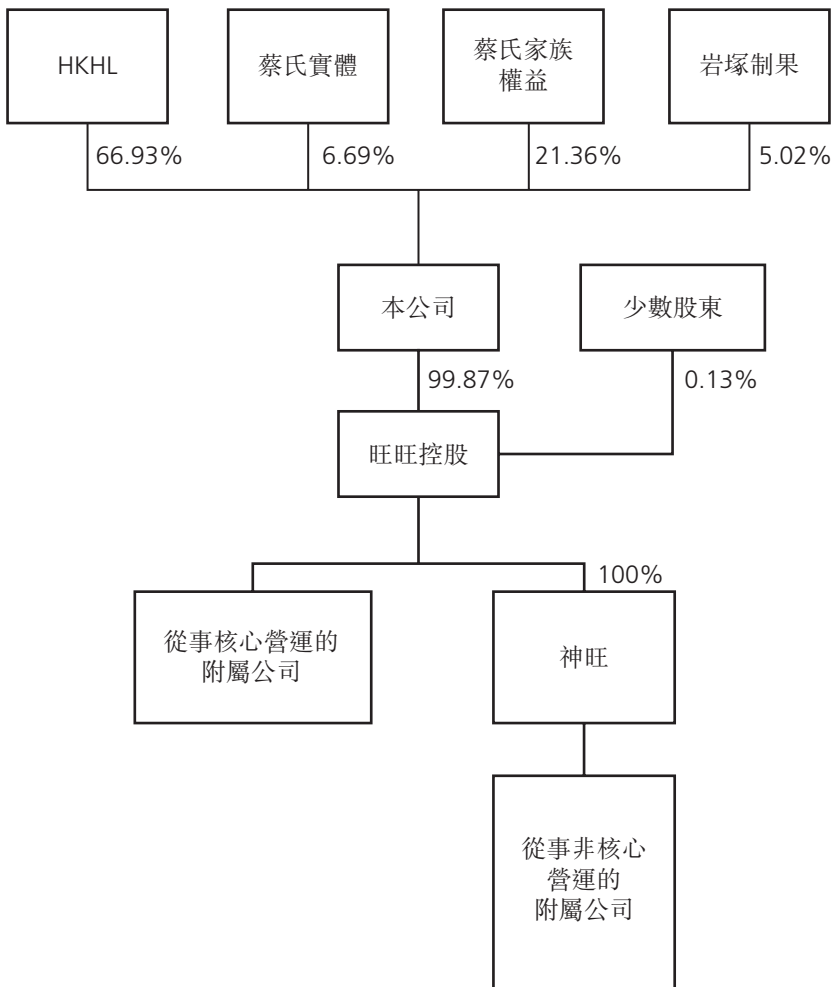 HKHL
蔡氏實體
蔡氏家族
權益
岩塚制果
66.93%
6.69%
21.36%
5.02%
本公司
少數股東
99.87%
0.13%
旺旺控股
100%
從事核心營運的
附屬公司
神旺
從事非核心
營運的
附屬公司